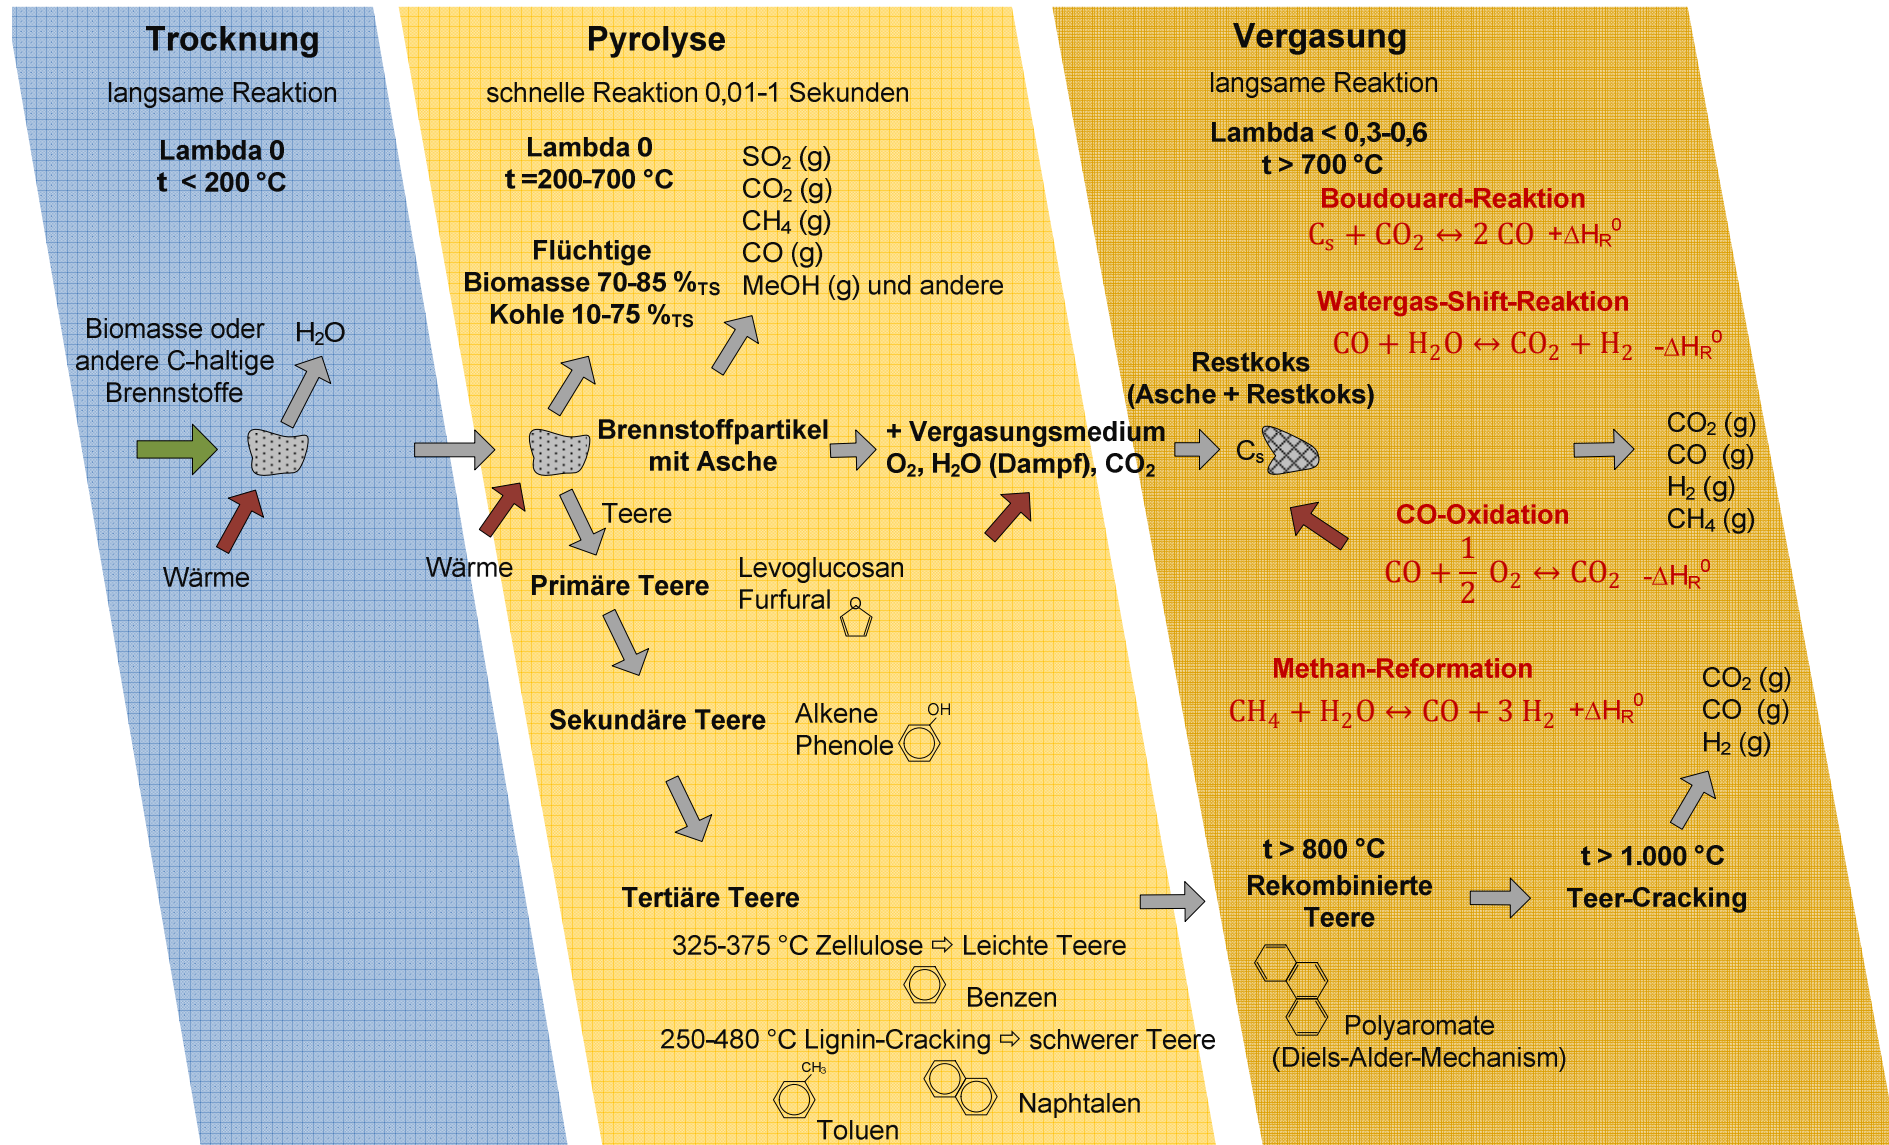 Trocknung
langsame Reaktion
Lambda 0
t < 200 °C
Biomasse oder
andere C-haltige
Brennstoffe
H₂O
Wärme
Pyrolyse
schnelle Reaktion 0,01-1 Sekunden
Lambda 0
t =200-700 °C
SO₂ (g)
CO₂ (g)
CH₄ (g)
CO (g)
MeOH (g) und andere
Flüchtige
Biomasse 70-85 %TS
Kohle 10-75 %TS
Brennstoffpartikel
mit Asche
+ Vergasungsmedium
O₂, H₂O (Dampf), CO₂
Wärme
Teere
Primäre Teere
Levoglucosan
Furfural
O
Sekundäre Teere
Alkene
Phenole
OH
Tertiäre Teere
325-375 °C Zellulose ⇨ Leichte Teere
Benzen
250-480 °C Lignin-Cracking ⇨ schwerer Teere
CH₃
Toluen
Naphtalen
Vergasung
langsame Reaktion
Lambda < 0,3-0,6
t > 700 °C
Boudouard-Reaktion
Cₛ + CO₂ ↔ 2 CO +ΔHR⁰
Watergas-Shift-Reaktion
CO + H₂O ↔ CO₂ + H₂ -ΔHR⁰
Restkoks
(Asche + Restkoks)
Cₛ
CO₂ (g)
CO (g)
H₂ (g)
CH₄ (g)
CO-Oxidation
CO + 1/2 O₂ ↔ CO₂ -ΔHR⁰
Methan-Reformation
CH₄ + H₂O ↔ CO + 3 H₂ +ΔHR⁰
CO₂ (g)
CO (g)
H₂ (g)
t > 800 °C
Rekombinierte
Teere
t > 1.000 °C
Teer-Cracking
Polyaromate
(Diels-Alder-Mechanism)